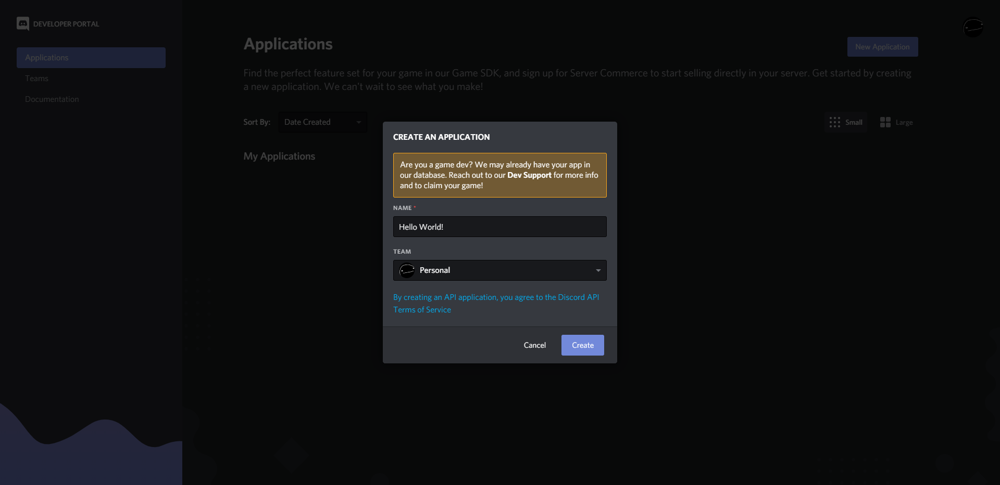 DEVELOPER PORTAL
Applications
Teams
Documentation
Applications
New Application
Find the perfect feature set for your game in our Game SDK, and sign up for Server Commerce to start selling directly in your server. Get started by creating
a new application. We can't wait to see what you make!
Sort By:
Date Created
Small
Large
My Applications
CREATE AN APPLICATION
Are you a game dev? We may already have your app in
our database. Reach out to our Dev Support for more info
and to claim your game!
NAME *
Hello World!
TEAM
Personal
By creating an API application, you agree to the Discord API
Terms of Service
Cancel
Create